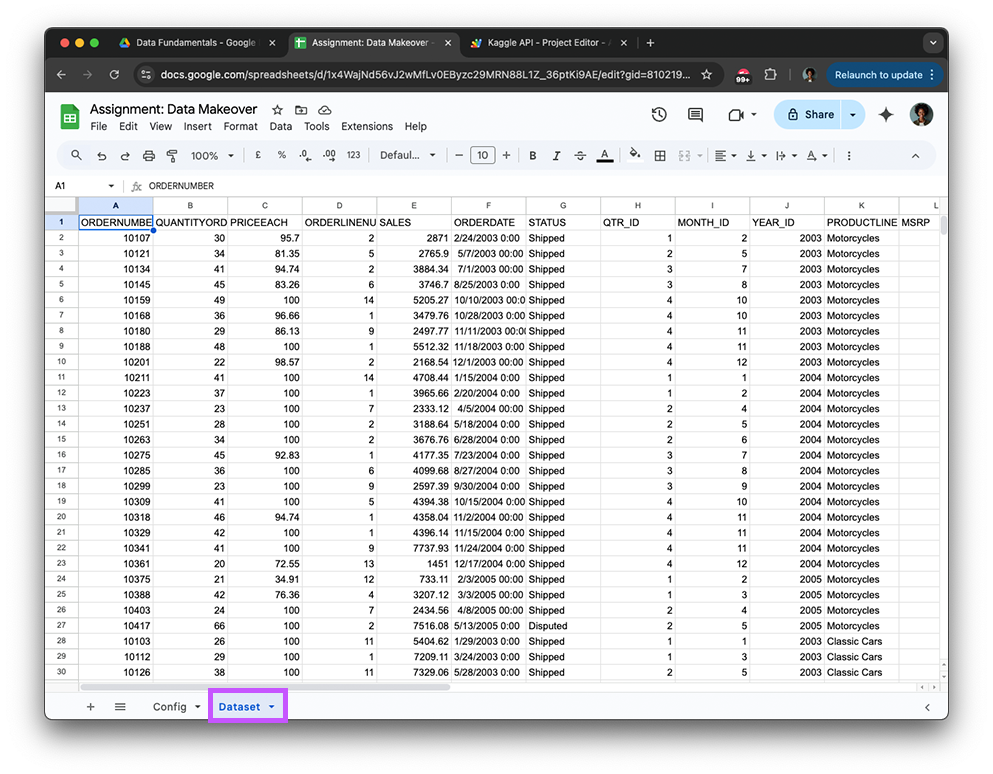 Data Fundamentals - Google
Assignment: Data Makeover -
Kaggle API - Project Editor - A
docs.google.com/spreadsheets/d/1x4WajNd56vJ2wMfLv0EByzc29MRN88L1Z_36ptKi9AE/edit?gid=810219...
99+
Relaunch to update
Assignment: Data Makeover
File Edit View Insert Format Data Tools Extensions Help
Share
100% £ % .0 .00 123 Defaul... − 10 + B I S A
A1 fx ORDERNUMBER
A B C D E F G H I J K L
1 ORDERNUMBE QUANTITYORD PRICEEACH ORDERLINENU SALES ORDERDATE STATUS QTR_ID MONTH_ID YEAR_ID PRODUCTLINE MSRP
2 10107 30 95.7 2 2871 2/24/2003 0:00 Shipped 1 2 2003 Motorcycles
3 10121 34 81.35 5 2765.9 5/7/2003 00:00 Shipped 2 5 2003 Motorcycles
4 10134 41 94.74 2 3884.34 7/1/2003 00:00 Shipped 3 7 2003 Motorcycles
5 10145 45 83.26 6 3746.7 8/25/2003 0:00 Shipped 3 8 2003 Motorcycles
6 10159 49 100 14 5205.27 10/10/2003 00:0 Shipped 4 10 2003 Motorcycles
7 10168 36 96.66 1 3479.76 10/28/2003 0:00 Shipped 4 10 2003 Motorcycles
8 10180 29 86.13 9 2497.77 11/11/2003 00:0 Shipped 4 11 2003 Motorcycles
9 10188 48 100 1 5512.32 11/18/2003 0:00 Shipped 4 11 2003 Motorcycles
10 10201 22 98.57 2 2168.54 12/1/2003 00:00 Shipped 4 12 2003 Motorcycles
11 10211 41 100 14 4708.44 1/15/2004 0:00 Shipped 1 1 2004 Motorcycles
12 10223 37 100 1 3965.66 2/20/2004 0:00 Shipped 1 2 2004 Motorcycles
13 10237 23 100 7 2333.12 4/5/2004 00:00 Shipped 2 4 2004 Motorcycles
14 10251 28 100 2 3188.64 5/18/2004 0:00 Shipped 2 5 2004 Motorcycles
15 10263 34 100 2 3676.76 6/28/2004 0:00 Shipped 2 6 2004 Motorcycles
16 10275 45 92.83 1 4177.35 7/23/2004 0:00 Shipped 3 7 2004 Motorcycles
17 10285 36 100 6 4099.68 8/27/2004 0:00 Shipped 3 8 2004 Motorcycles
18 10299 23 100 9 2597.39 9/30/2004 0:00 Shipped 3 9 2004 Motorcycles
19 10309 41 100 5 4394.38 10/15/2004 0:00 Shipped 4 10 2004 Motorcycles
20 10318 46 94.74 1 4358.04 11/2/2004 00:00 Shipped 4 11 2004 Motorcycles
21 10329 42 100 1 4396.14 11/15/2004 0:00 Shipped 4 11 2004 Motorcycles
22 10341 41 100 9 7737.93 11/24/2004 0:00 Shipped 4 11 2004 Motorcycles
23 10361 20 72.55 13 1451 12/17/2004 0:00 Shipped 4 12 2004 Motorcycles
24 10375 21 34.91 12 733.11 2/3/2005 00:00 Shipped 1 2 2005 Motorcycles
25 10388 42 76.36 4 3207.12 3/3/2005 00:00 Shipped 1 3 2005 Motorcycles
26 10403 24 100 7 2434.56 4/8/2005 00:00 Shipped 2 4 2005 Motorcycles
27 10417 66 100 2 7516.08 5/13/2005 0:00 Disputed 2 5 2005 Motorcycles
28 10103 26 100 11 5404.62 1/29/2003 0:00 Shipped 1 1 2003 Classic Cars
29 10112 29 100 1 7209.11 3/24/2003 0:00 Shipped 1 3 2003 Classic Cars
30 10126 38 100 11 7329.06 5/28/2003 0:00 Shipped 2 5 2003 Classic Cars
Config Dataset